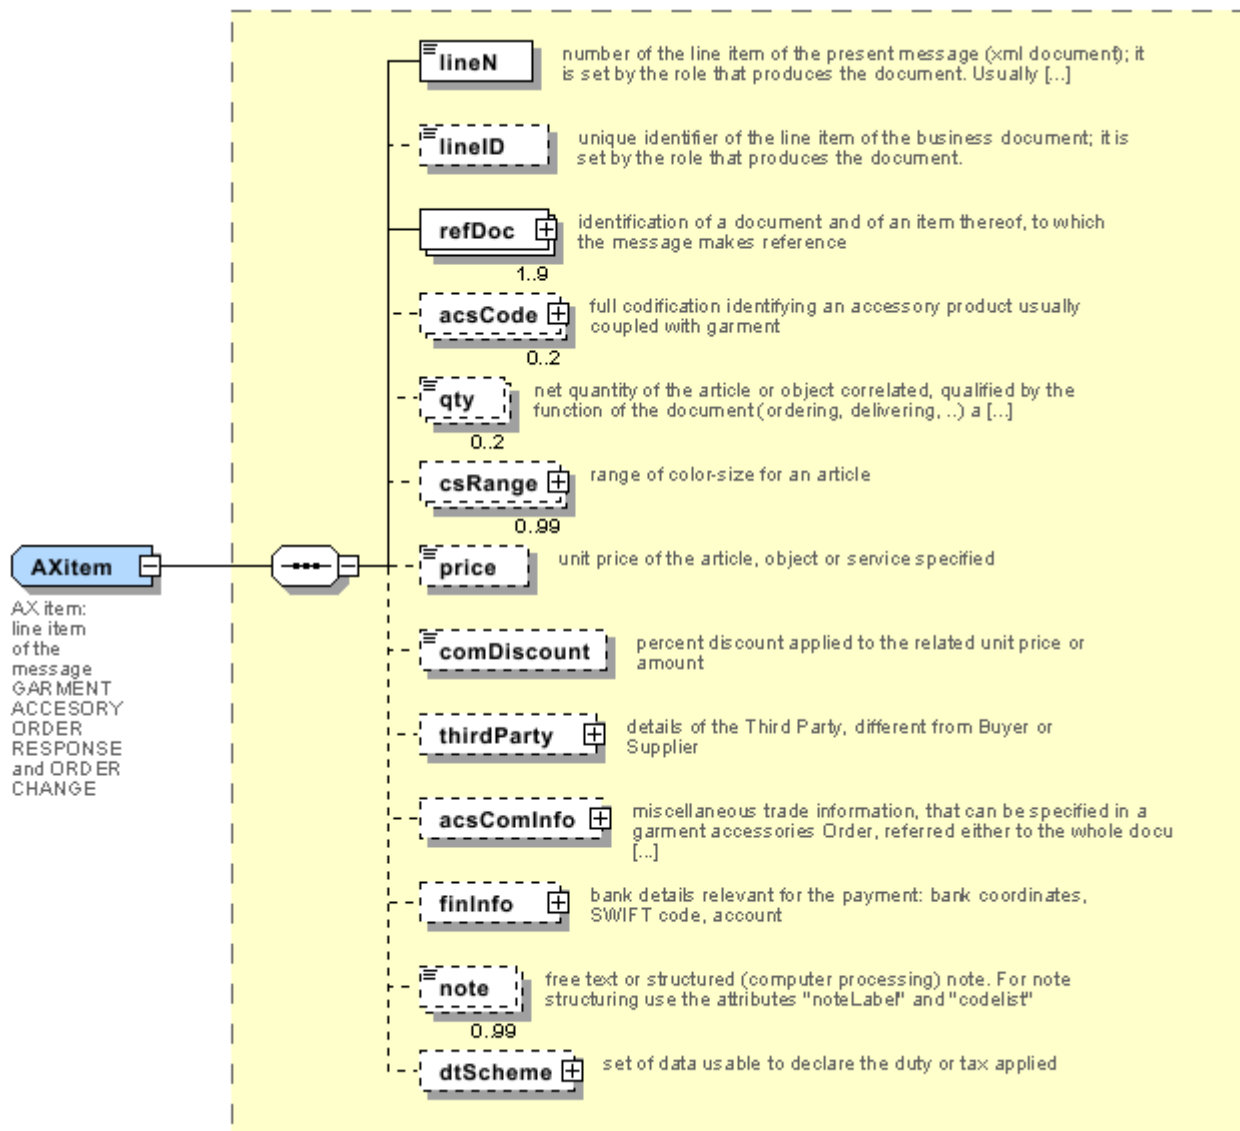 lineN
number of the line item of the present message (xml document); it
is set by the role that produces the document. Usually [...]
lineID
unique identifier of the line item of the business document; it is
set by the role that produces the document.
refDoc
identification of a document and of an item thereof, to which
the message makes reference
1..9
acsCode
full codification identifying an accessory product usually
coupled with garment
0..2
qty
net quantity of the article or object correlated, qualified by the
function of the document (ordering, delivering, ..) a [...]
0..2
csRange
range of color-size for an article
0..99
AXitem
AX item:
line item
of the
message
GARMENT
ACCESORY
ORDER
RESPONSE
and ORDER
CHANGE
price
unit price of the article, object or service specified
comDiscount
percent discount applied to the related unit price or
amount
thirdParty
details of the Third Party, different from Buyer or
Supplier
acsComInfo
miscellaneous trade information, that can be specified in a
garment accessories Order, referred either to the whole docu
[...]
finInfo
bank details relevant for the payment: bank coordinates,
SWIFT code, account
note
free text or structured (computer processing) note. For note
structuring use the attributes "noteLabel" and "codelist"
0..99
dtScheme
set of data usable to declare the duty or tax applied